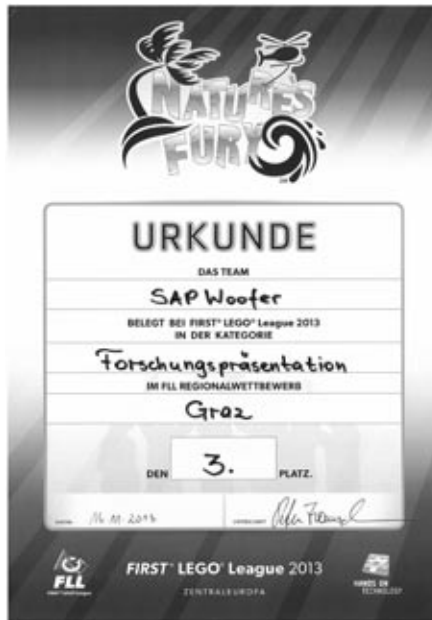 NATURE'S
FURY
URKUNDE
DAS TEAM
SAP Woofer
BELEGT BEI FIRST® LEGO® League 2013
IN DER KATEGORIE
Forschungspräsentation
IM FLL REGIONALWETTBEWERB
Graz
DEN 3. PLATZ.
16.11.2013
FLL
FIRST® LEGO® League 2013
HANDS ON
TECHNOLOGY
ZENTRALEUROPA